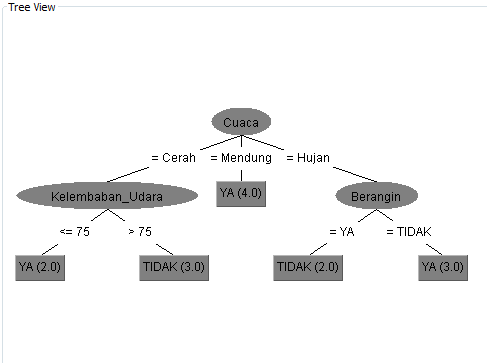 Tree View
Cuaca
= Cerah = Mendung = Hujan
Kelembaban_Udara YA (4.0) Berangin
<= 75 > 75 = YA = TIDAK
YA (2.0) TIDAK (3.0) TIDAK (2.0) YA (3.0)